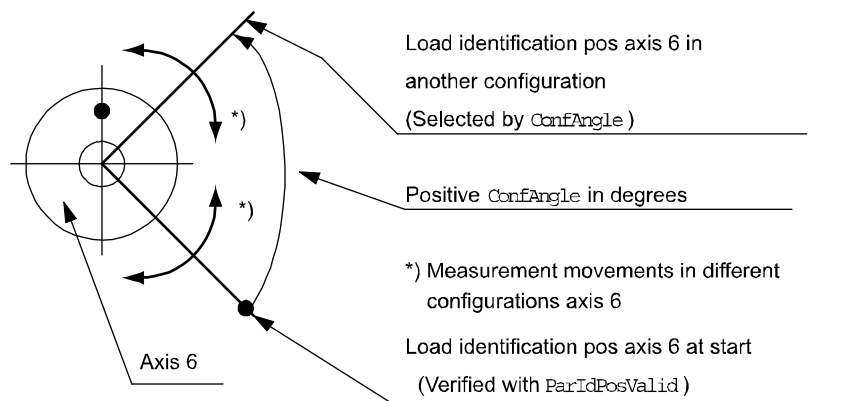 Load identification pos axis 6 in
another configuration
(Selected by ConfAngle)
*)
Positive ConfAngle in degrees
*)
*) Measurement movements in different
configurations axis 6
Load identification pos axis 6 at start
Axis 6
(Verified with ParIdPosValid)